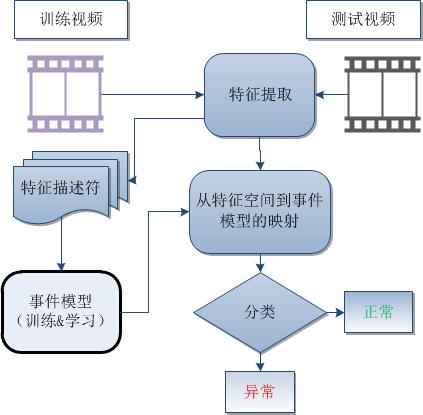 训练视频
测试视频
特征提取
特征描述符
从特征空间到事件
模型的映射
事件模型
（训练&学习）
分类
正常
异常